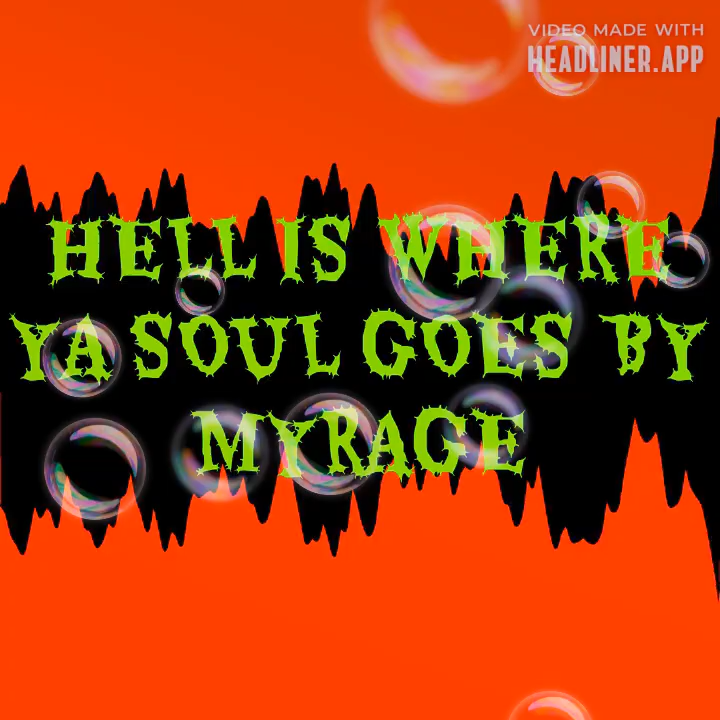 VIDEO MADE WITH
HEADLINER.APP
HELL IS WHERE
YA SOUL GOES BY
MYRAGE